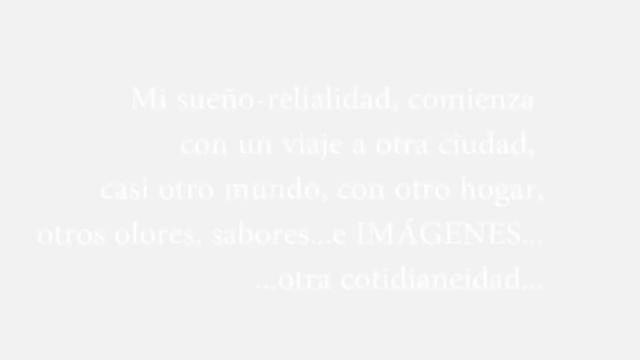 Mi sueño-relialidad, comienza
con un viaje a otra ciudad,
casi otro mundo, con otro hogar,
otros olores, sabores...e IMÁGENES...
...otra cotidianeidad...